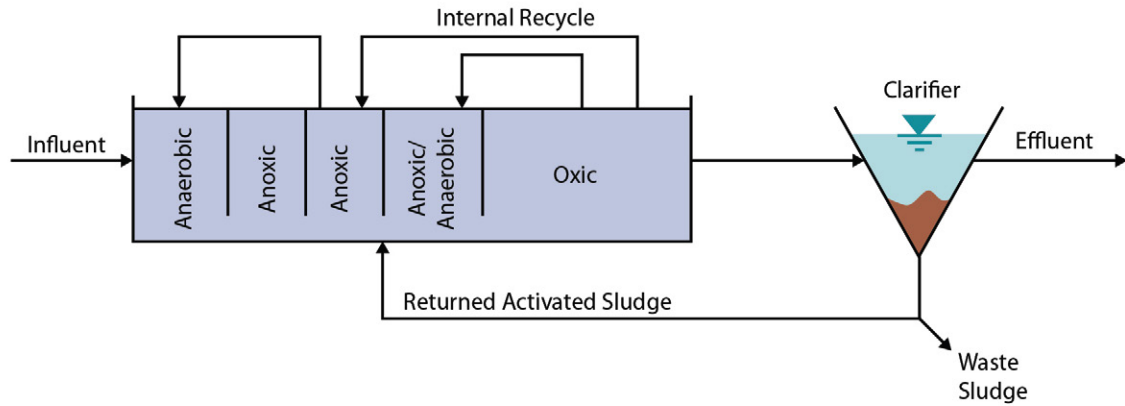 Internal Recycle
Clarifier
Influent
Anaerobic
Anoxic
Anoxic
Anoxic/
Anaerobic
Oxic
Effluent
Returned Activated Sludge
Waste
Sludge